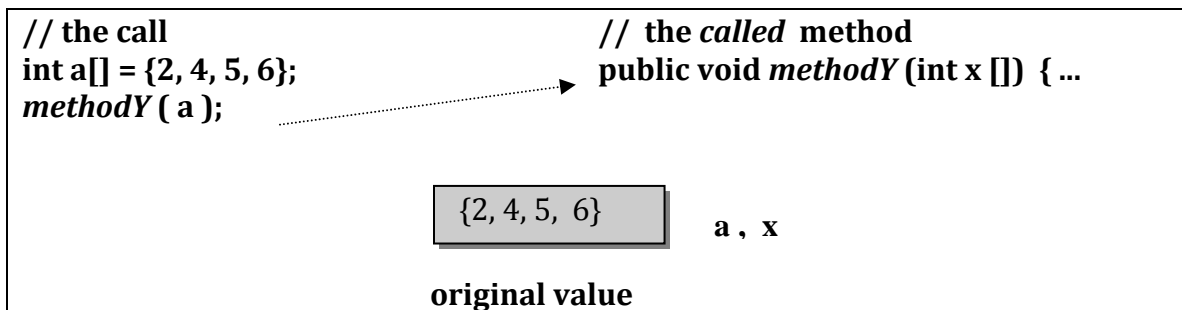 // the call
int a[] = {2, 4, 5, 6};
methodY ( a );
// the called method
public void methodY (int x []) { ...
{2, 4, 5, 6}
a , x
original value